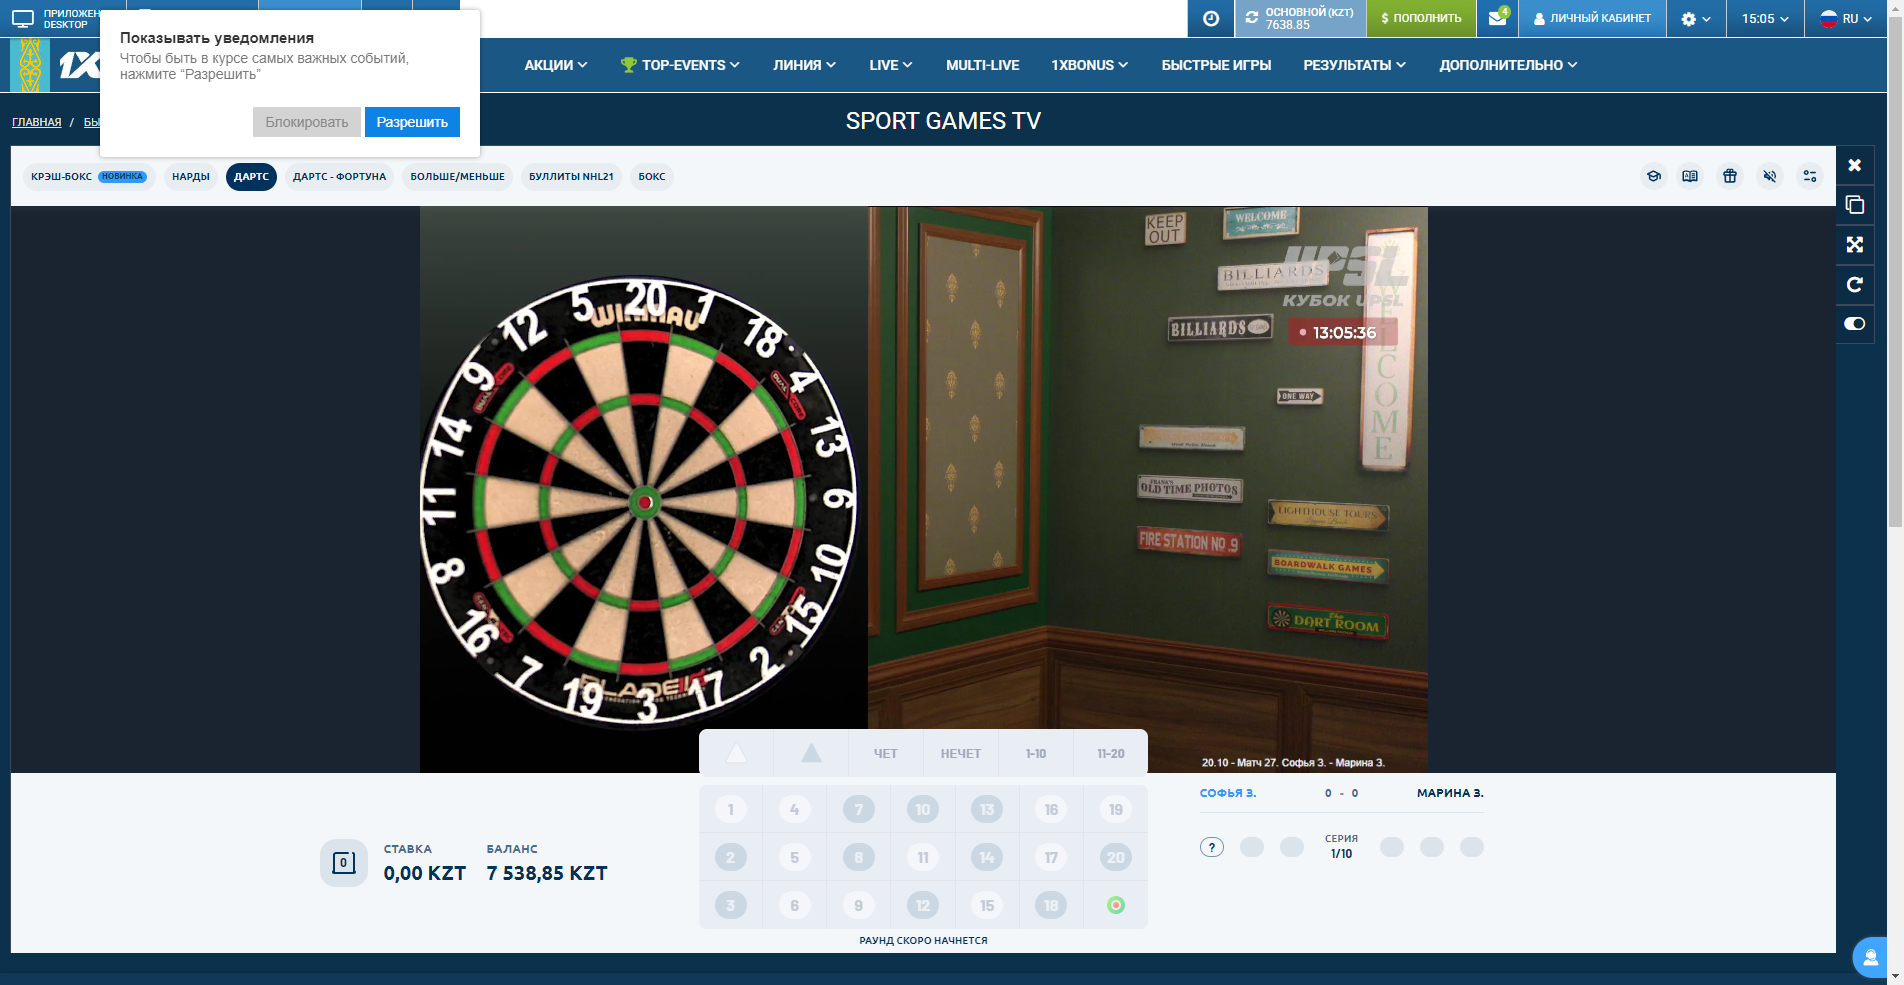 ПРИЛОЖЕН
DESKTOP
Показывать уведомления
Чтобы быть в курсе самых важных событий,
нажмите “Разрешить”
Блокировать
Разрешить
ОСНОВНОЙ (KZT)
7638.85
$ ПОПОЛНИТЬ
4
ЛИЧНЫЙ КАБИНЕТ
15:05
RU
1X
АКЦИИ
TOP-EVENTS
ЛИНИЯ
LIVE
MULTI-LIVE
1XBONUS
БЫСТРЫЕ ИГРЫ
РЕЗУЛЬТАТЫ
ДОПОЛНИТЕЛЬНО
ГЛАВНАЯ / БЫ
SPORT GAMES TV
КРЭШ-БОКС НОВИНКА
НАРДЫ
ДАРТС
ДАРТС - ФОРТУНА
БОЛЬШЕ/МЕНЬШЕ
БУЛЛИТЫ NHL21
БОКС
20 1 18 4 13 6 10 15 2 17 3 19 7 16 8 11 14 9 12 5
WINMAU
KEEP
OUT
WELCOME
BILLIARDS
UPSL
КУБОК UPSL
BILLIARDS
13:05:36
WELCOME
ONE WAY
FRANK'S
OLD TIME PHOTOS
LIGHTHOUSE TOURS
FIRE STATION NO.9
BOARDWALK GAMES
The
DART ROOM
20.10 - Матч 27. Софья З. - Марина З.
ЧЕТ
НЕЧЕТ
1-10
11-20
1 4 7 10 13 16 19
2 5 8 11 14 17 20
3 6 9 12 15 18
РАУНД СКОРО НАЧНЕТСЯ
0
СТАВКА
0,00 KZT
БАЛАНС
7 538,85 KZT
СОФЬЯ З.
0 - 0
МАРИНА З.
?
СЕРИЯ
1/10